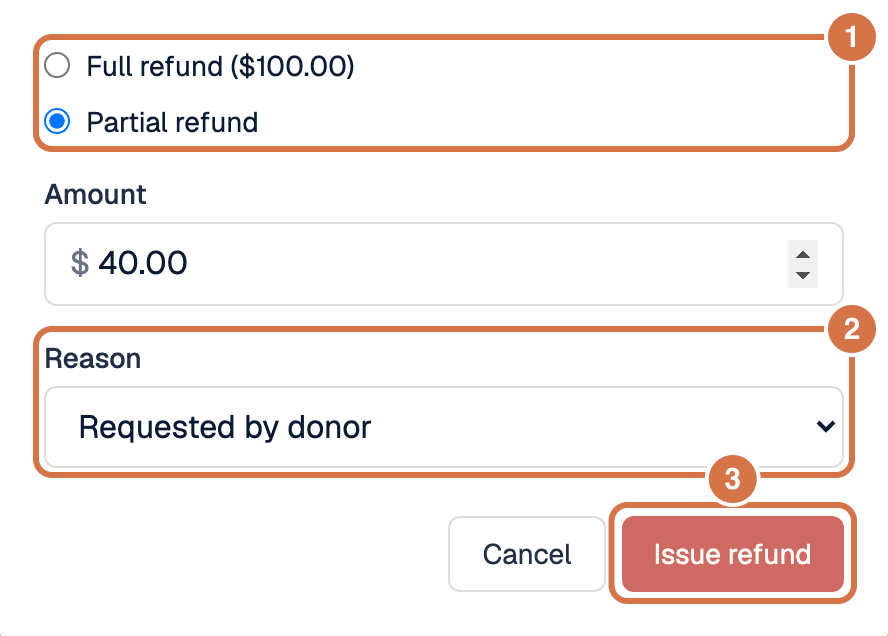 1
Full refund ($100.00)
Partial refund
Amount
$ 40.00
2
Reason
Requested by donor
3
Cancel
Issue refund